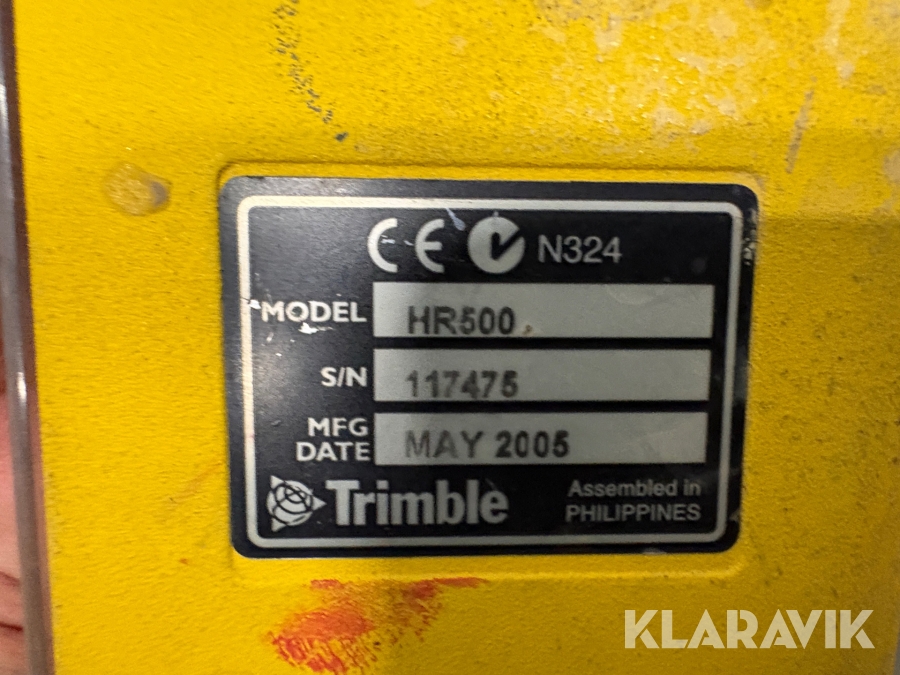 CE N324
MODEL HR500
S/N 117475
MFG DATE MAY 2005
Trimble
Assembled in
PHILIPPINES
KLARAVIK